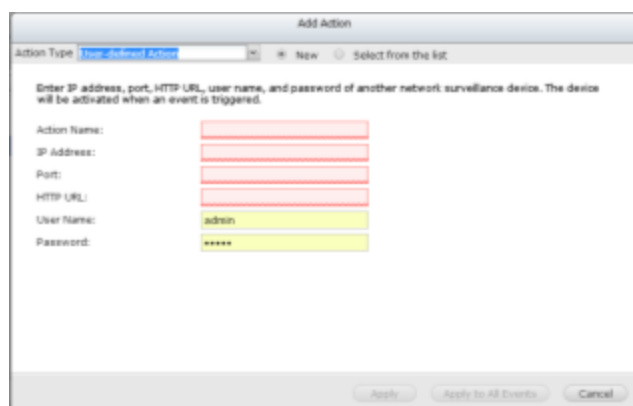 Add Action
Action Type User-defined Action New Select from the list
Enter IP address, port, HTTP URL, user name, and password of another network surveillance device. The device
will be activated when an event is triggered.
Action Name:
IP Address:
Port:
HTTP URL:
User Name: admin
Password: •••••
Apply Apply to All Events Cancel